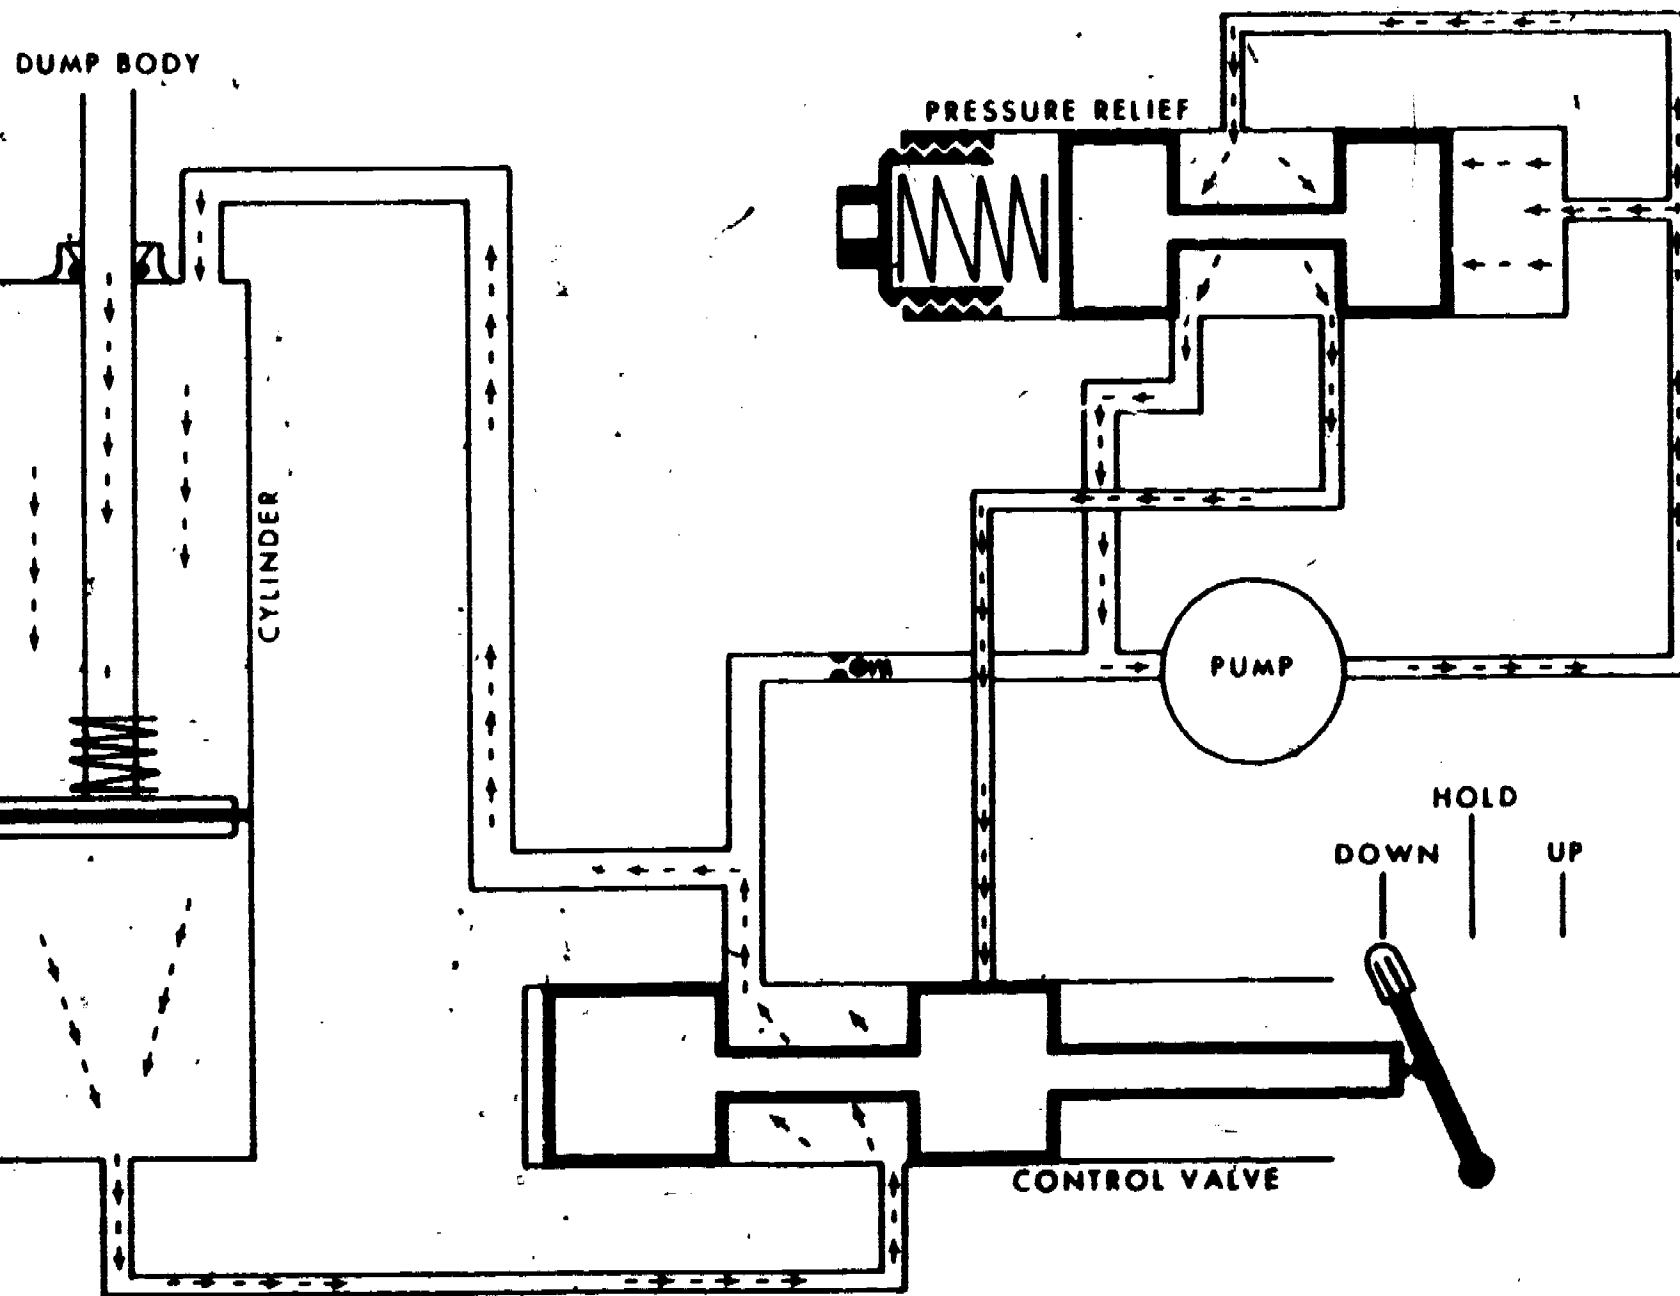 DUMP BODY
PRESSURE RELIEF
CYLINDER
PUMP
HOLD
DOWN
UP
CONTROL VALVE